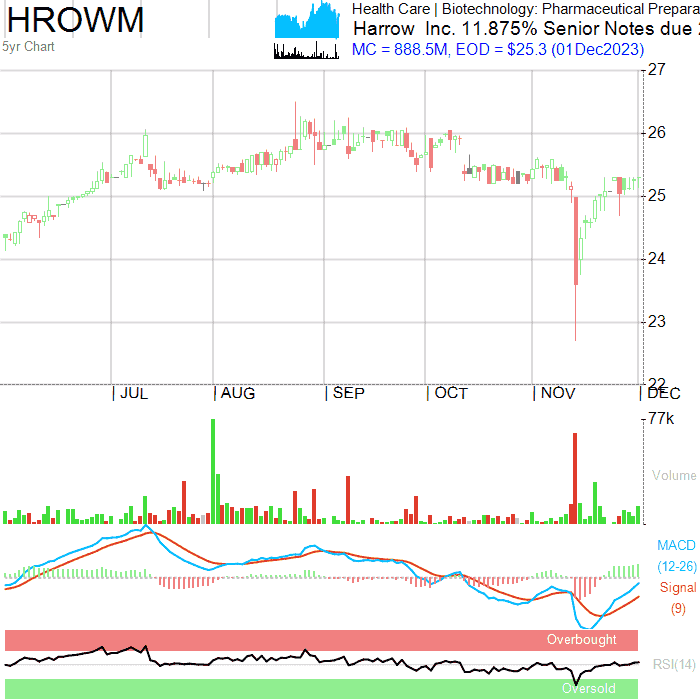 HROWM
5yr Chart
Health Care | Biotechnology: Pharmaceutical Prepara
Harrow Inc. 11.875% Senior Notes due
MC = 888.5M, EOD = $25.3 (01Dec2023)
27
26
25
24
23
22
JUL
AUG
SEP
OCT
NOV
DEC
77k
Volume
MACD
(12-26)
Signal
(9)
Overbought
RSI(14)
Oversold